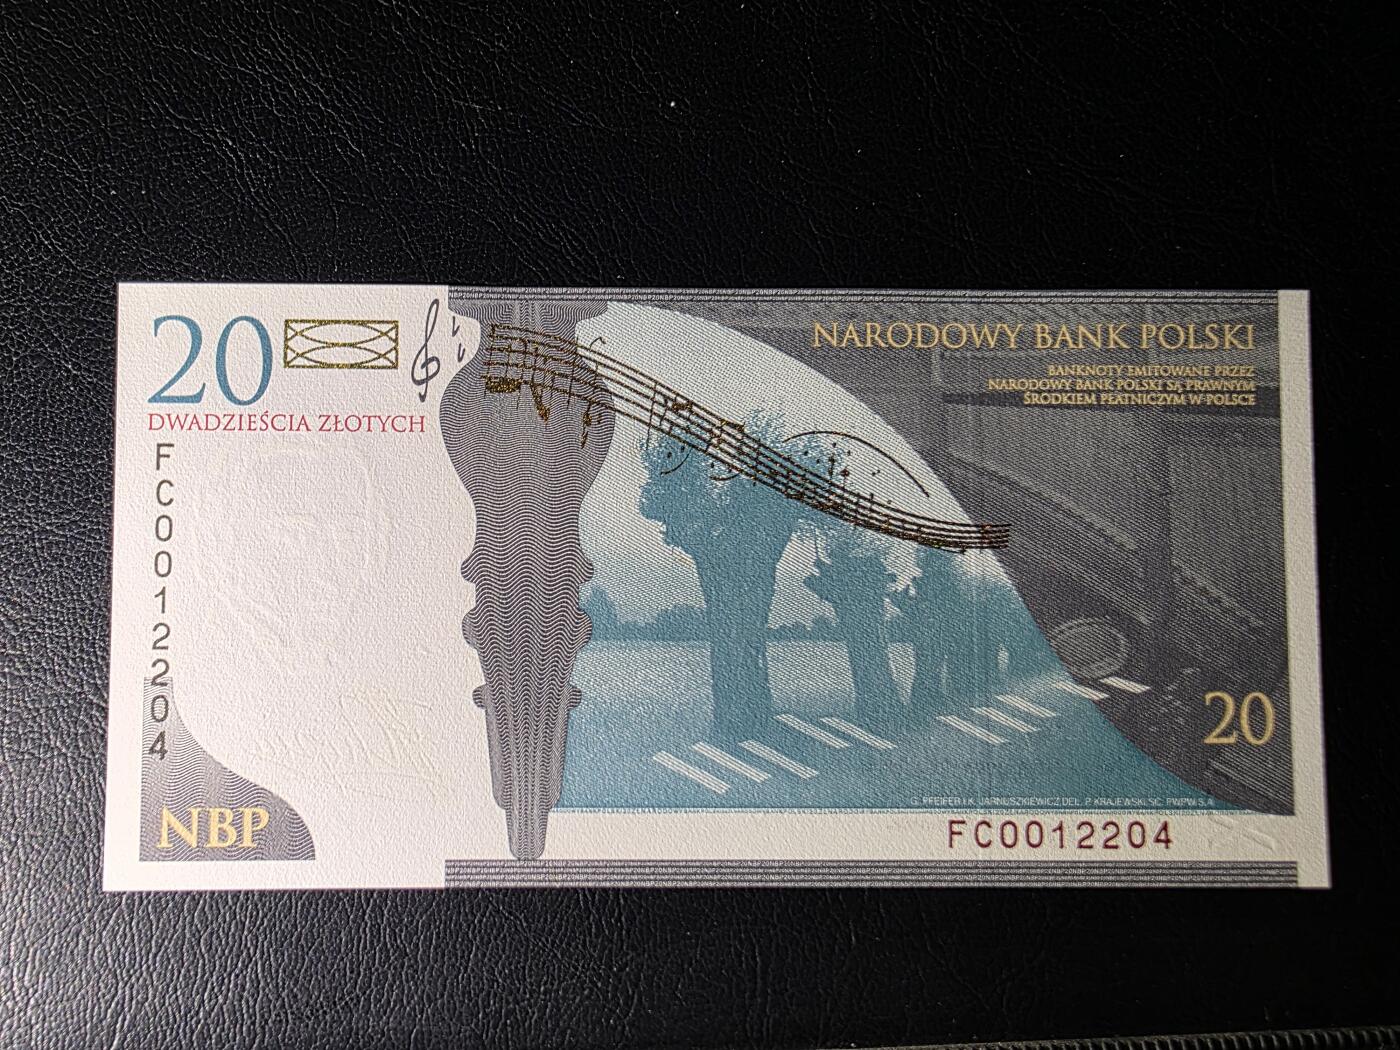 20
DWADZIEŚCIA ZŁOTYCH
FC0012204
NBP
NARODOWY BANK POLSKI
BANKNOTY EMITOWANE PRZEZ
NARODOWY BANK POLSKI SĄ PRAWNYM
ŚRODKIEM PŁATNICZYM W POLSCE
20
G. PFEIFER I K. JARNUSZKIEWICZ DEL. P. KRAJEWSKI SC. PWPW S.A.
FC0012204